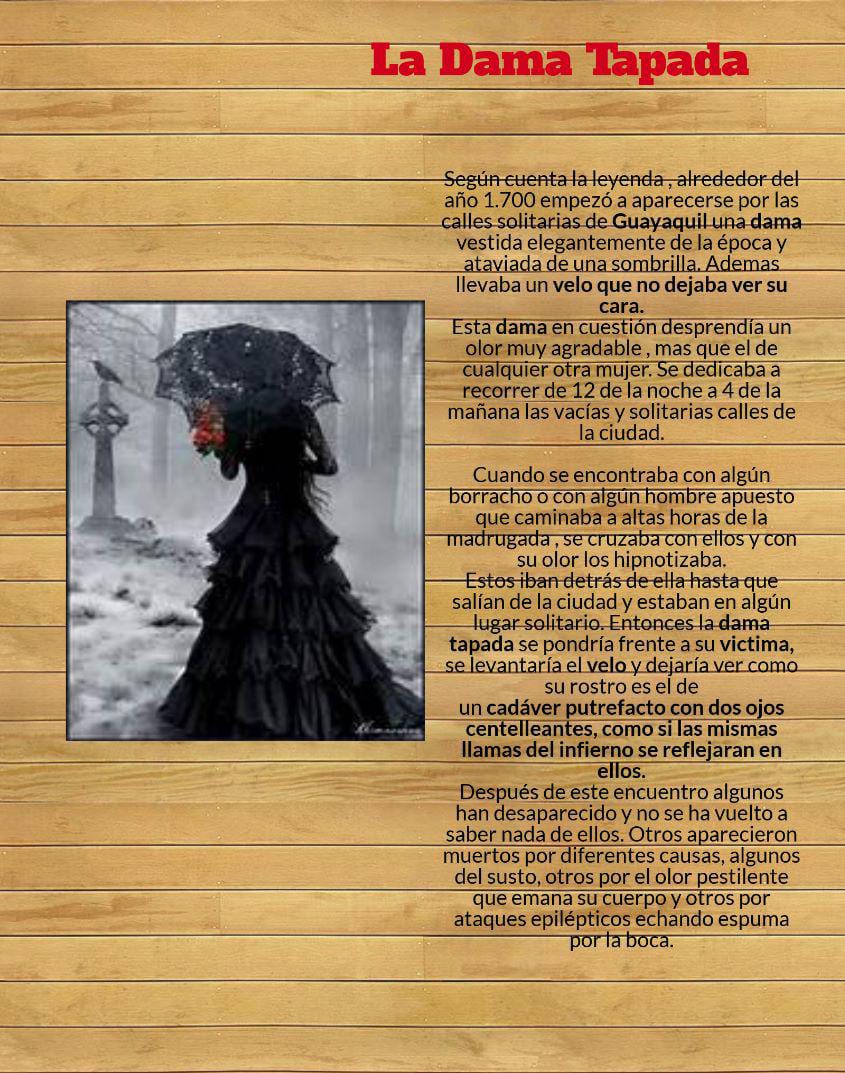 La Dama Tapada
Según cuenta la leyenda , alrededor del
año 1.700 empezó a aparecerse por las
calles solitarias de Guayaquil una dama
vestida elegantemente de la época y
ataviada de una sombrilla. Ademas
llevaba un velo que no dejaba ver su
cara.
Esta dama en cuestión desprendía un
olor muy agradable , mas que el de
cualquier otra mujer. Se dedicaba a
recorrer de 12 de la noche a 4 de la
mañana las vacías y solitarias calles de
la ciudad.
Cuando se encontraba con algún
borracho o con algún hombre apuesto
que caminaba a altas horas de la
madrugada , se cruzaba con ellos y con
su olor los hipnotizaba.
Estos iban detrás de ella hasta que
salían de la ciudad y estaban en algún
lugar solitario. Entonces la dama
tapada se pondría frente a su victima,
se levantaría el velo y dejaría ver como
su rostro es el de
un cadáver putrefacto con dos ojos
centelleantes, como si las mismas
llamas del infierno se reflejaran en
ellos.
Después de este encuentro algunos
han desaparecido y no se ha vuelto a
saber nada de ellos. Otros aparecieron
muertos por diferentes causas, algunos
del susto, otros por el olor pestilente
que emana su cuerpo y otros por
ataques epilépticos echando espuma
por la boca.